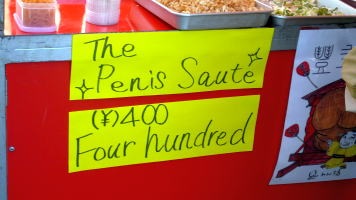 The
Penis Saute
(¥)400
Four hundred